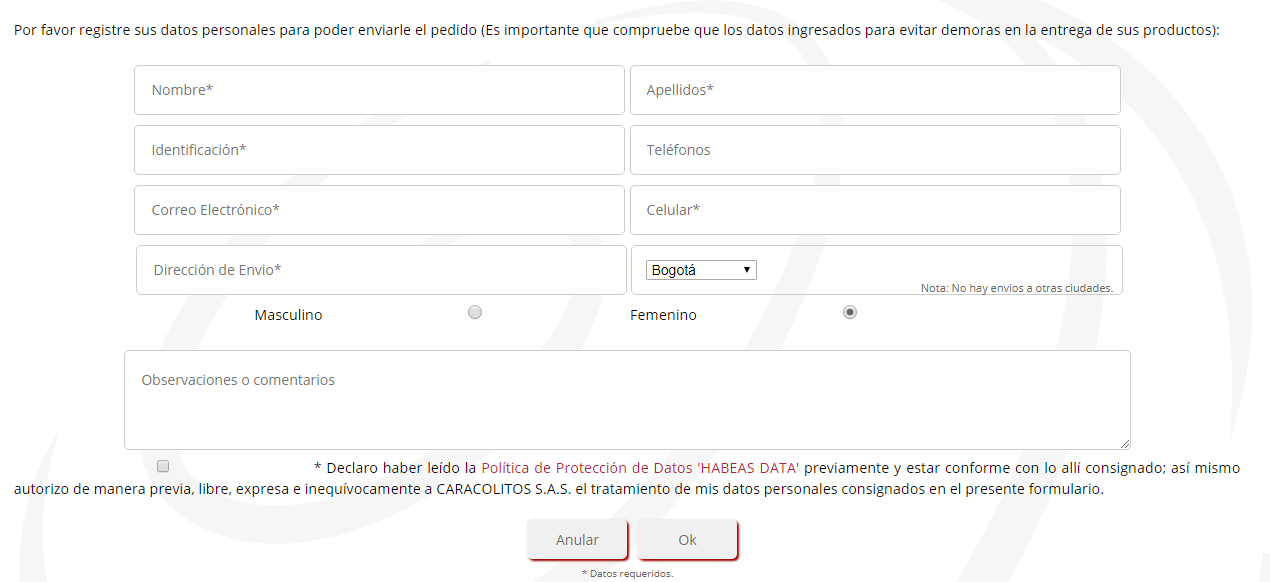 Por favor registre sus datos personales para poder enviarle el pedido (Es importante que compruebe que los datos ingresados para evitar demoras en la entrega de sus productos):
Nombre*
Apellidos*
Identificación*
Teléfonos
Correo Electrónico*
Celular*
Dirección de Envio*
Bogotá
Nota: No hay envios a otras ciudades.
Masculino
Femenino
Observaciones o comentarios
* Declaro haber leído la Política de Protección de Datos 'HABEAS DATA' previamente y estar conforme con lo allí consignado; así mismo
autorizo de manera previa, libre, expresa e inequívocamente a CARACOLITOS S.A.S. el tratamiento de mis datos personales consignados en el presente formulario.
Anular
Ok
* Datos requeridos.